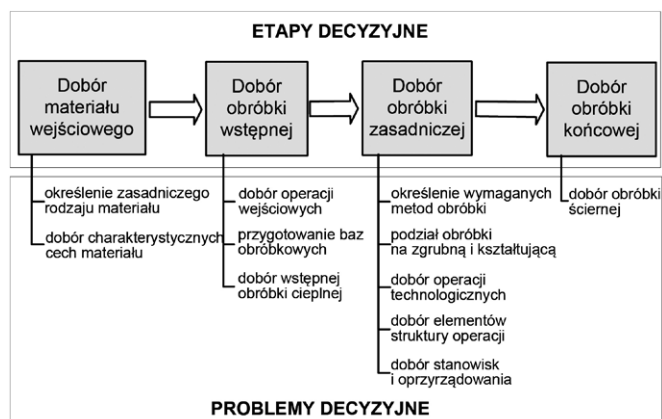 ETAPY DECYZYJNE
Dobór
materiału
wejściowego
Dobór
obróbki
wstępnej
Dobór
obróbki
zasadniczej
Dobór
obróbki
końcowej
określenie zasadniczego
rodzaju materiału
dobór charakterystycznych
cech materiału
dobór operacji
wejściowych
przygotowanie baz
obróbkowych
dobór wstępnej
obróbki cieplnej
określenie wymaganych
metod obróbki
podział obróbki
na zgrubną i kształtującą
dobór operacji
technologicznych
dobór elementów
struktury operacji
dobór stanowisk
i oprzyrządowania
dobór obróbki
ściernej
PROBLEMY DECYZYJNE